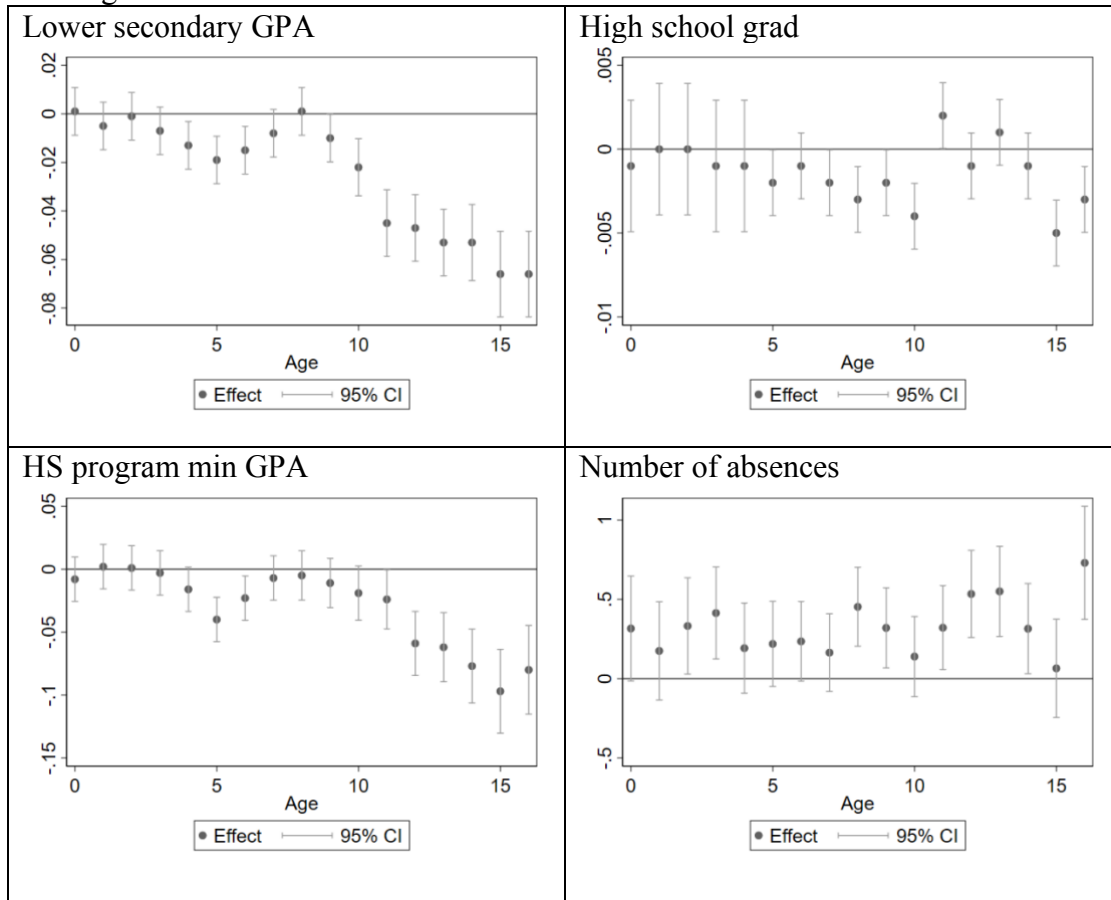 Lower secondary GPA
.02
0
-.02
-.04
-.06
-.08
0 5 10 15
Age
Effect 95% CI
High school grad
.005
0
-.005
-.01
0 5 10 15
Age
Effect 95% CI
HS program min GPA
.05
0
-.05
-.1
-.15
0 5 10 15
Age
Effect 95% CI
Number of absences
1
.5
0
-.5
0 5 10 15
Age
Effect 95% CI